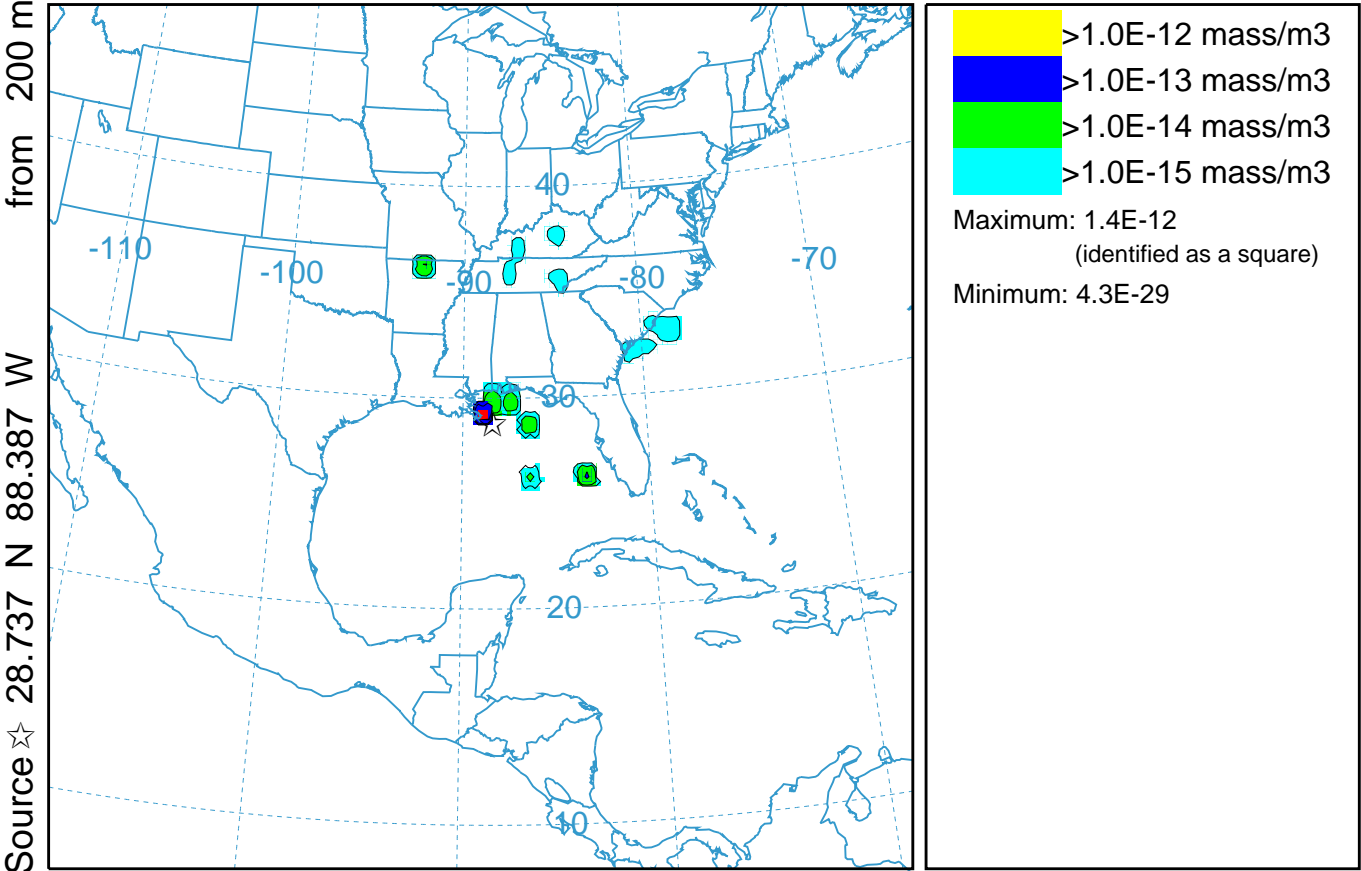 Source ☆ 28.737 N 88.387 W from 200 m
40
-110
-100
-90
-80
-70
30
20
10
>1.0E-12 mass/m3
>1.0E-13 mass/m3
>1.0E-14 mass/m3
>1.0E-15 mass/m3
Maximum: 1.4E-12
(identified as a square)
Minimum: 4.3E-29